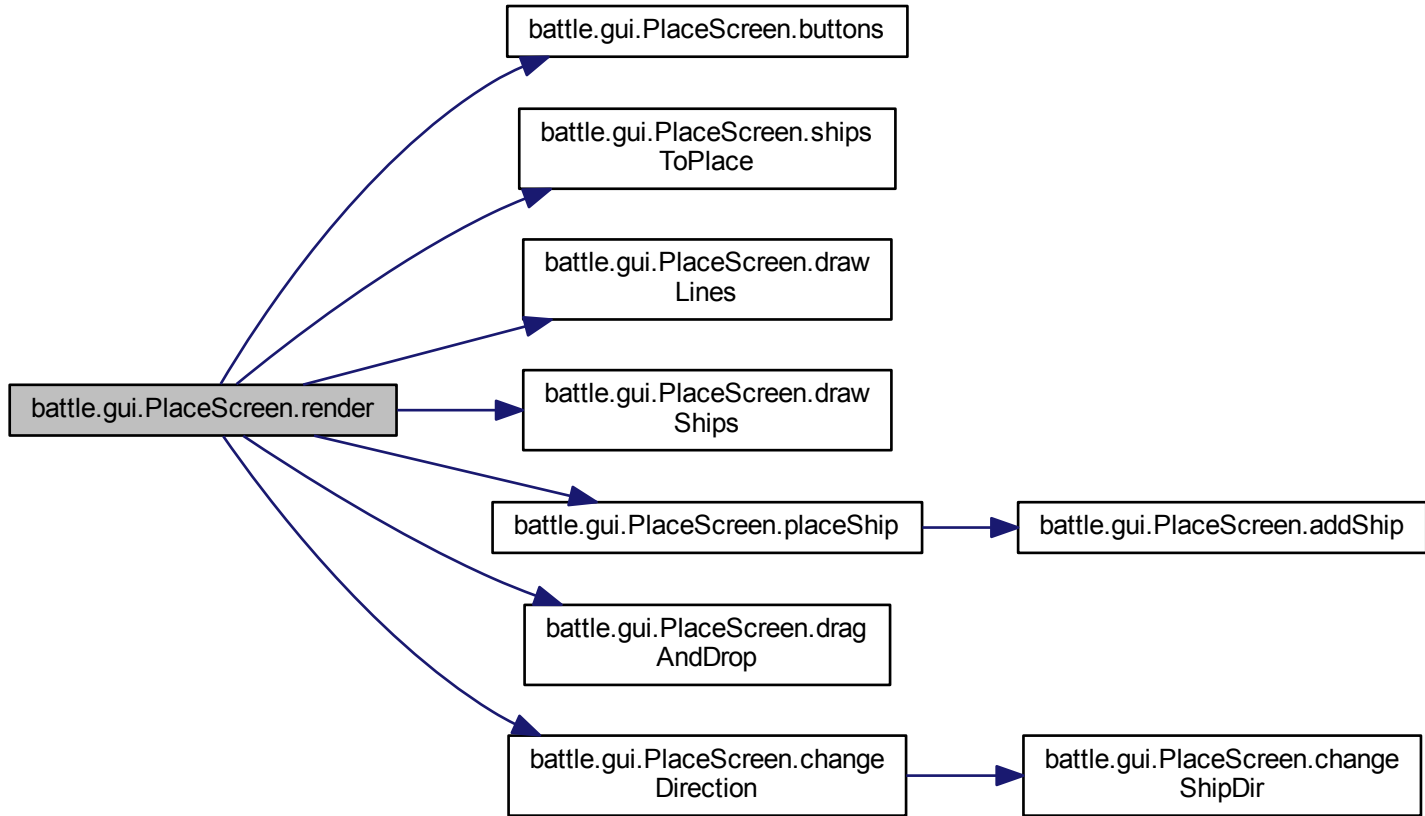 battle.gui.PlaceScreen.buttons
battle.gui.PlaceScreen.ships
ToPlace
battle.gui.PlaceScreen.draw
Lines
battle.gui.PlaceScreen.render
battle.gui.PlaceScreen.draw
Ships
battle.gui.PlaceScreen.placeShip
battle.gui.PlaceScreen.addShip
battle.gui.PlaceScreen.drag
AndDrop
battle.gui.PlaceScreen.change
Direction
battle.gui.PlaceScreen.change
ShipDir